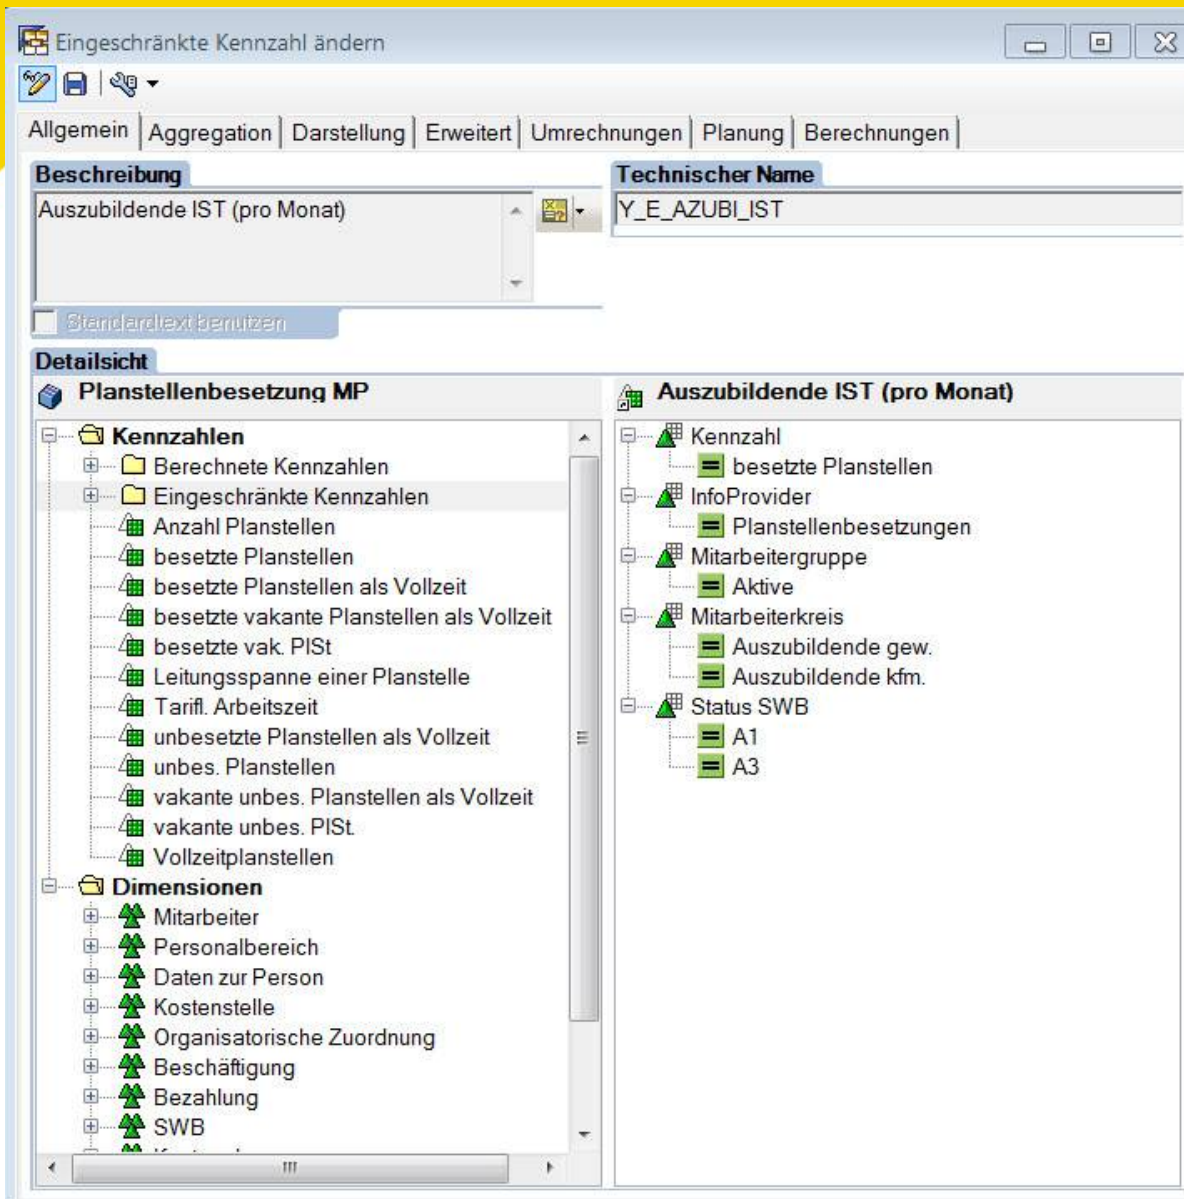 Eingeschränkte Kennzahl ändern
Allgemein Aggregation Darstellung Erweitert Umrechnungen Planung Berechnungen
Beschreibung
Technischer Name
Auszubildende IST (pro Monat)
Y_E_AZUBI_IST
Standardtext benutzen
Detailsicht
Planstellenbesetzung MP
Kennzahlen
Berechnete Kennzahlen
Eingeschränkte Kennzahlen
Anzahl Planstellen
besetzte Planstellen
besetzte Planstellen als Vollzeit
besetzte vakante Planstellen als Vollzeit
besetzte vak. PlSt
Leitungsspanne einer Planstelle
Tarifl. Arbeitszeit
unbesetzte Planstellen als Vollzeit
unbes. Planstellen
vakante unbes. Planstellen als Vollzeit
vakante unbes. PlSt.
Vollzeitplanstellen
Dimensionen
Mitarbeiter
Personalbereich
Daten zur Person
Kostenstelle
Organisatorische Zuordnung
Beschäftigung
Bezahlung
SWB
Auszubildende IST (pro Monat)
Kennzahl
besetzte Planstellen
InfoProvider
Planstellenbesetzungen
Mitarbeitergruppe
Aktive
Mitarbeiterkreis
Auszubildende gew.
Auszubildende kfm.
Status SWB
A1
A3